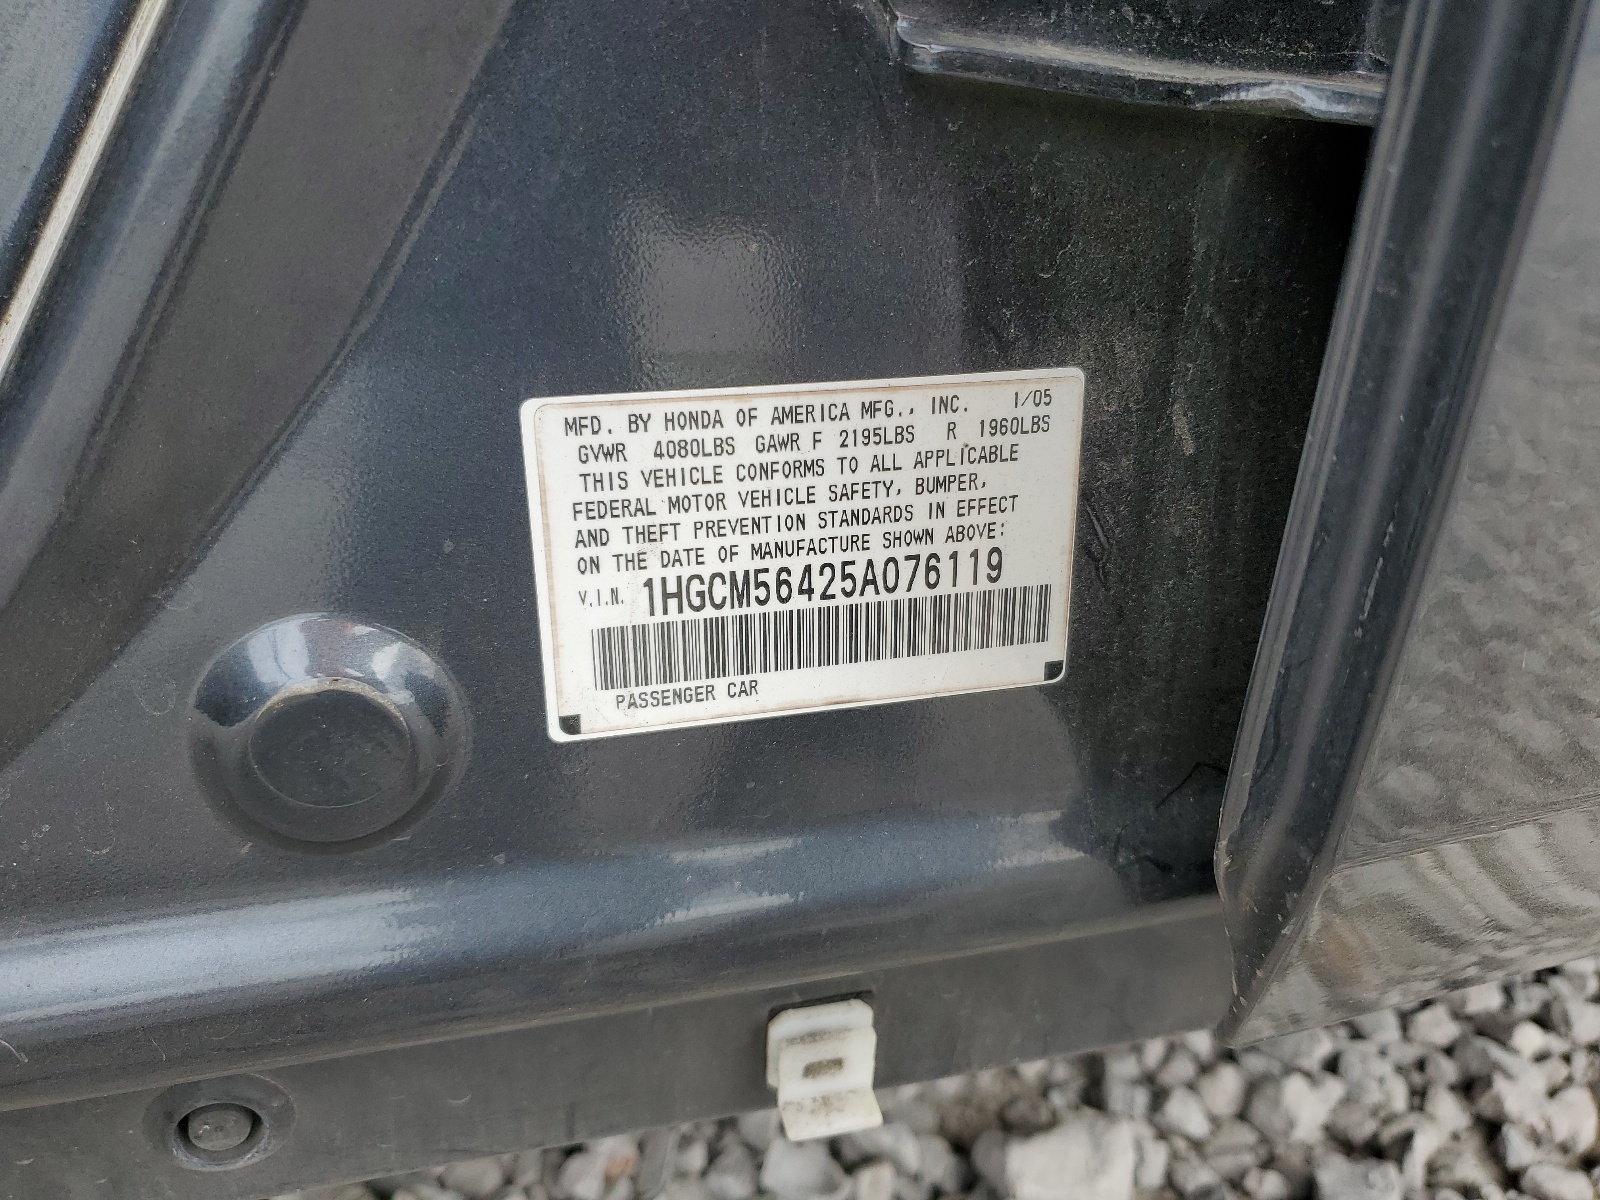 MFD. BY HONDA OF AMERICA MFG., INC. 1/05
GVWR 4080LBS GAWR F 2195LBS R 1960LBS
THIS VEHICLE CONFORMS TO ALL APPLICABLE
FEDERAL MOTOR VEHICLE SAFETY, BUMPER,
AND THEFT PREVENTION STANDARDS IN EFFECT
ON THE DATE OF MANUFACTURE SHOWN ABOVE:
V.I.N. 1HGCM56425A076119
PASSENGER CAR